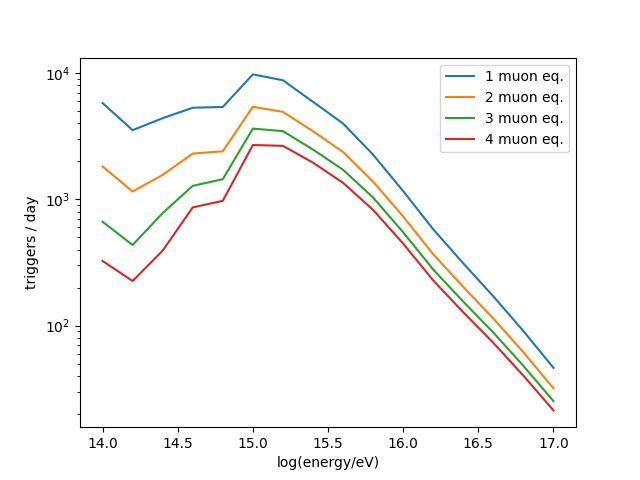 10⁴
10³
10²
triggers / day
1 muon eq.
2 muon eq.
3 muon eq.
4 muon eq.
14.0 14.5 15.0 15.5 16.0 16.5 17.0
log(energy/eV)